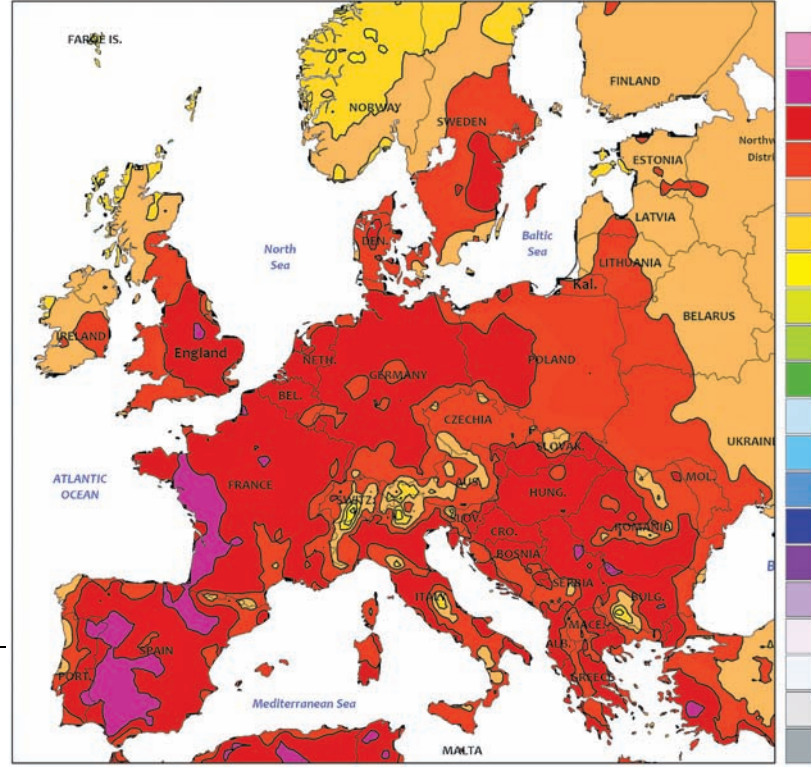 FAROE IS.
FINLAND
NORWAY
SWEDEN
Northw
Distri
ESTONIA
LATVIA
North
Sea
DEN.
Baltic
Sea
LITHUANIA
Kal.
BELARUS
IRELAND
England
NETH.
GERMANY
POLAND
BEL.
CZECHIA
SLOVAK.
UKRAINI
ATLANTIC
OCEAN
FRANCE
SWITZ.
AUS.
HUNG.
MOL.
SLOV.
CRO.
ROMANIA
BOSNIA
B
SERBIA
ITALY
BULG.
MACE.
ALB.
SPAIN
PORT.
GREECE
Mediterranean Sea
MALTA